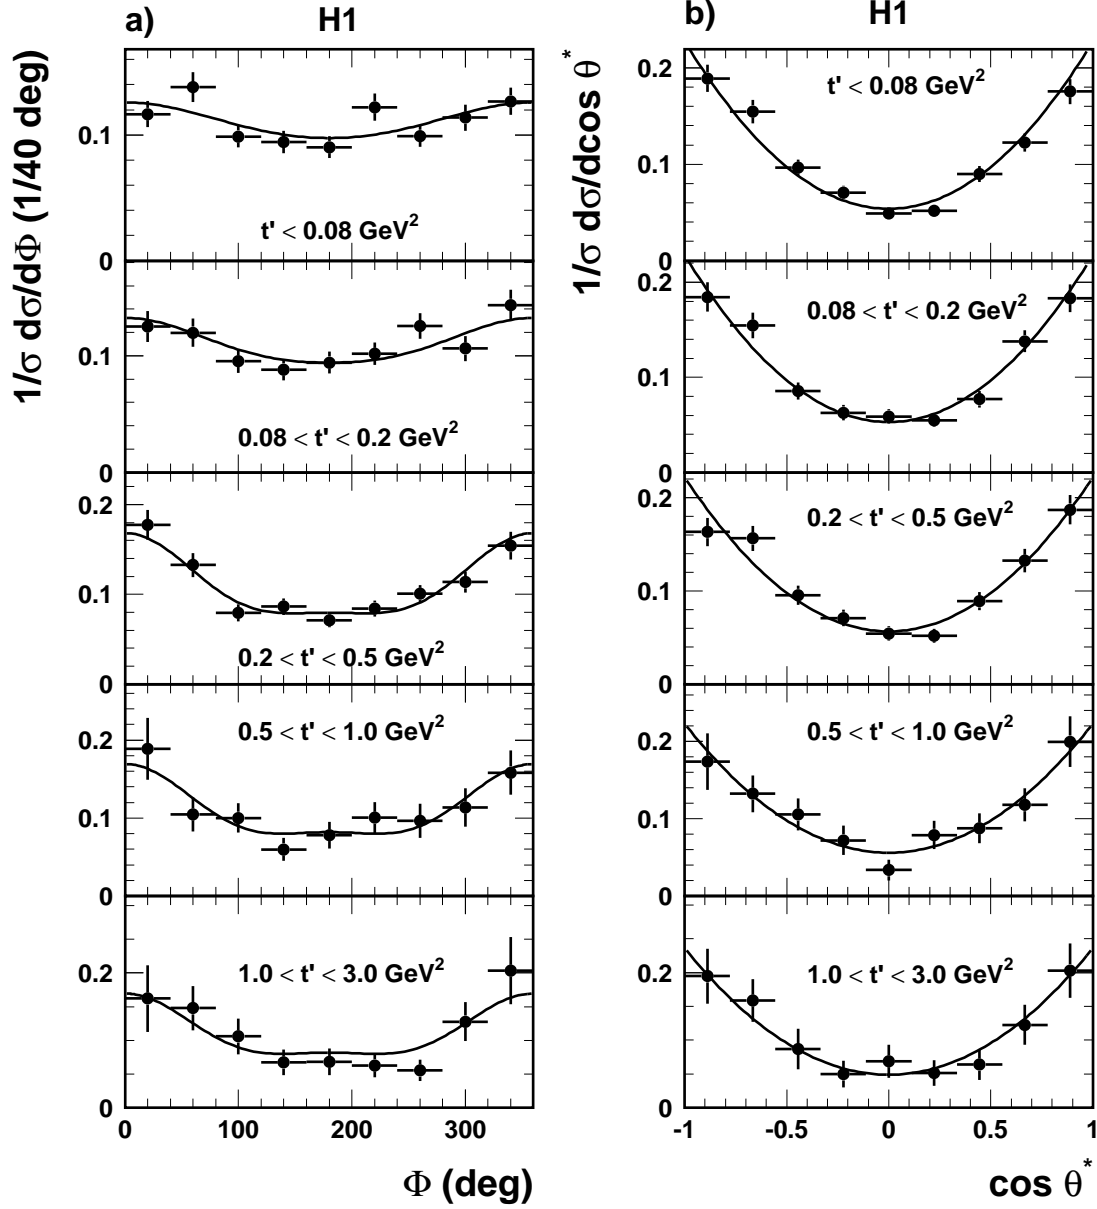 a) H1
1/σ dσ/dΦ (1/40 deg)
0.1
t' < 0.08 GeV²
0
0.1
0.08 < t' < 0.2 GeV²
0
0.2
0.1
0.2 < t' < 0.5 GeV²
0
0.2
0.5 < t' < 1.0 GeV²
0.1
0
0.2
1.0 < t' < 3.0 GeV²
0
0 100 200 300
Φ (deg)
b) H1
1/σ dσ/dcos θ*
0.2
t' < 0.08 GeV²
0.1
0
0.2
0.08 < t' < 0.2 GeV²
0.1
0
0.2
0.2 < t' < 0.5 GeV²
0.1
0
0.2
0.5 < t' < 1.0 GeV²
0.1
0
0.2
1.0 < t' < 3.0 GeV²
0
-1 -0.5 0 0.5 1
cos θ*